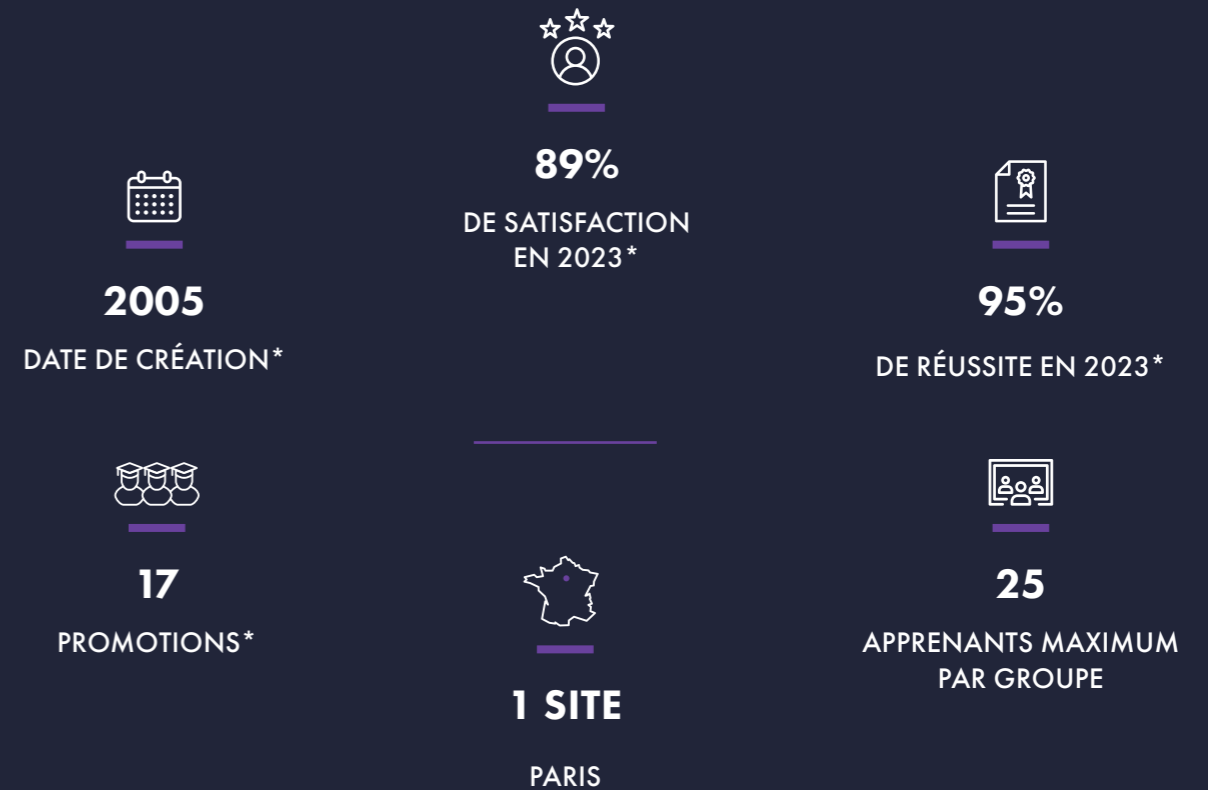 89%
DE SATISFACTION
EN 2023*
2005
DATE DE CRÉATION*
95%
DE RÉUSSITE EN 2023*
17
PROMOTIONS*
1 SITE
PARIS
25
APPRENANTS MAXIMUM
PAR GROUPE